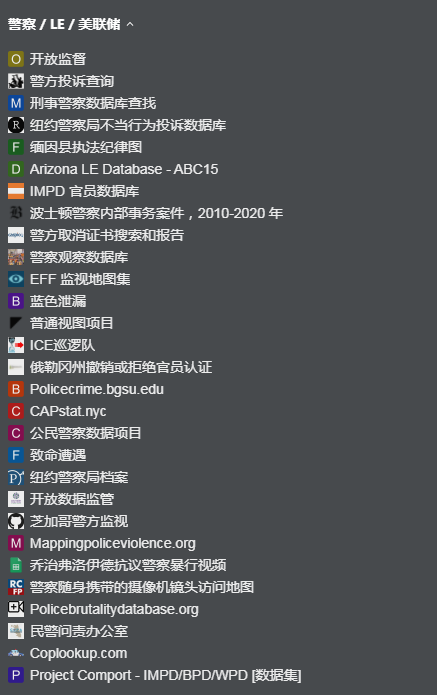 警察 / LE / 美联储
O 开放监督
警方投诉查询
M 刑事警察数据库查找
R 纽约警察局不当行为投诉数据库
F 缅因县执法纪律图
D Arizona LE Database - ABC15
IMPD 官员数据库
B 波士顿警察内部事务案件，2010-2020 年
警方取消证书搜索和报告
警察观察数据库
EFF 监视地图集
B 蓝色泄漏
普通视图项目
ICE巡逻队
俄勒冈州撤销或拒绝官员认证
B Policecrime.bgsu.edu
C CAPstat.nyc
C 公民警察数据项目
F 致命遭遇
纽约警察局档案
开放数据监管
芝加哥警方监视
M Mappingpoliceviolence.org
乔治弗洛伊德抗议警察暴行视频
RC FP 警察随身携带的摄像机镜头访问地图
Policebrutalitydatabase.org
民警问责办公室
Coplookup.com
P Project Comport - IMPD/BPD/WPD [数据集]